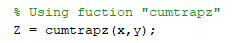 % Using fuction "cumtrapz"
Z = cumtrapz(x,y);